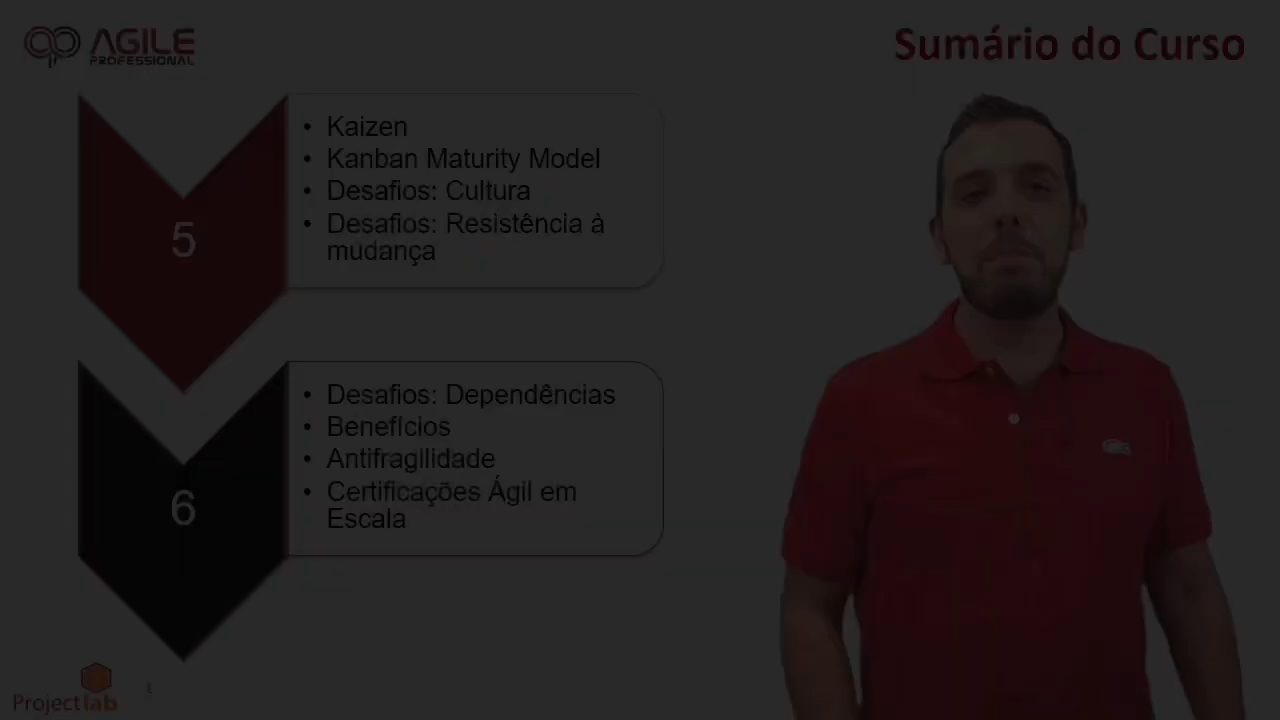 AGILE
PROFESSIONAL
Sumário do Curso
5
• Kaizen
• Kanban Maturity Model
• Desafios: Cultura
• Desafios: Resistência à
mudança
6
• Desafios: Dependências
• Benefícios
• Antifragilidade
• Certificações Ágil em
Escala
Projectlab
1